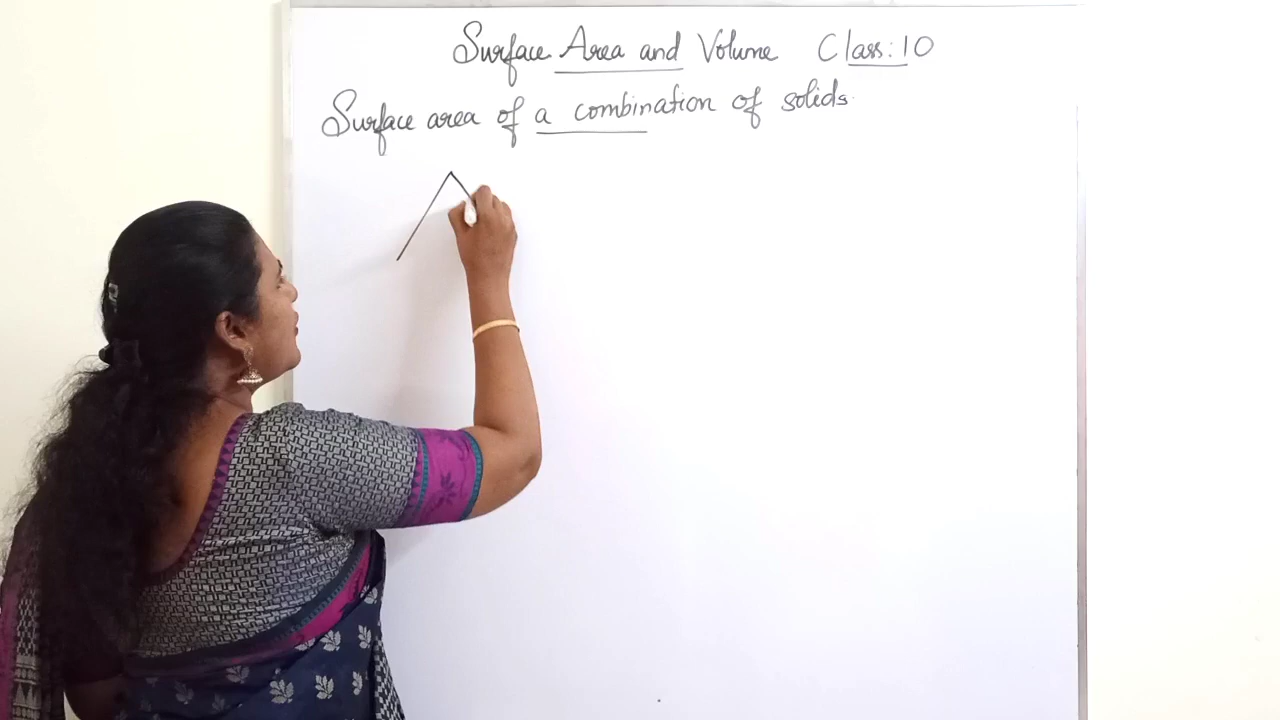 Surface Area and Volume Class: 10
Surface area of a combination of solids.